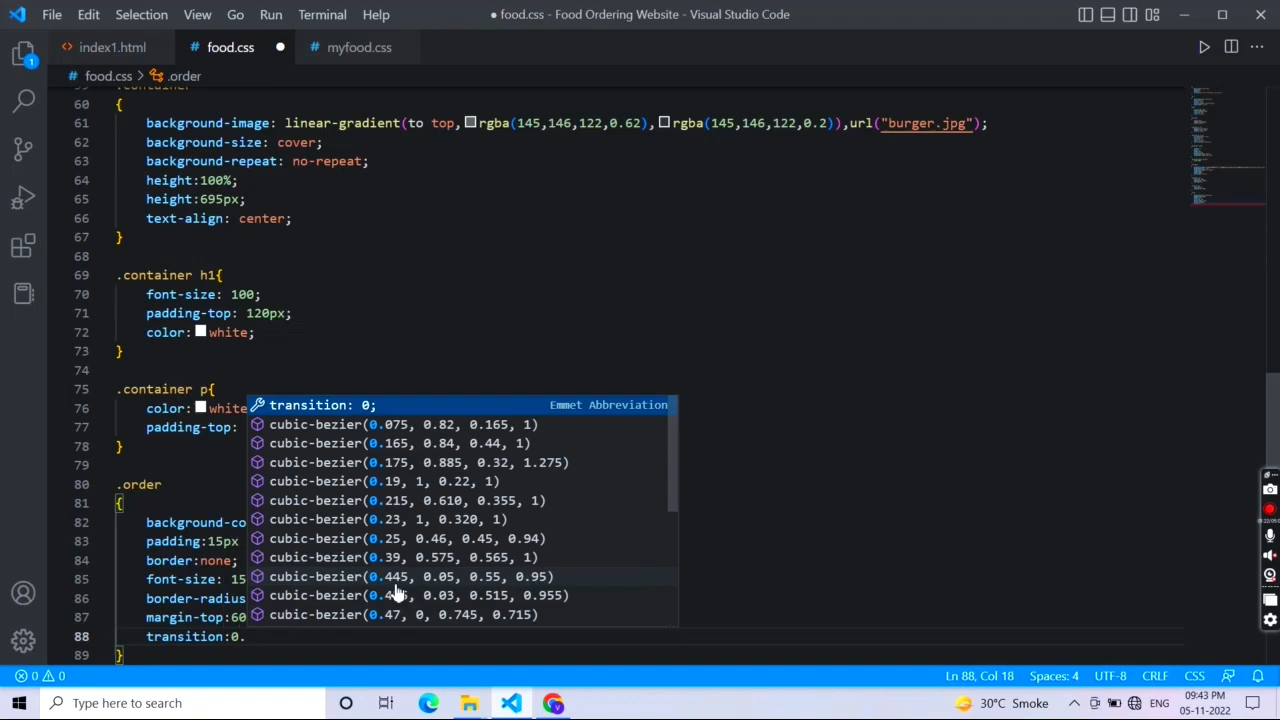 File Edit Selection View Go Run Terminal Help
● food.css - Food Ordering Website - Visual Studio Code
1
<> index1.html
# food.css ●
# myfood.css
# food.css > .order
60 {
61 background-image: linear-gradient(to top,rgba(145,146,122,0.62),rgba(145,146,122,0.2)),url("burger.jpg");
62 background-size: cover;
63 background-repeat: no-repeat;
64 height:100%;
65 height:695px;
66 text-align: center;
67 }
68
69 .container h1{
70 font-size: 100;
71 padding-top: 120px;
72 color:white;
73 }
74
75 .container p{
76 color:white
77 padding-top:
78 }
79
80 .order
81 {
82 background-co
83 padding:15px
84 border:none;
85 font-size: 15
86 border-radius
87 margin-top:60
88 transition:0.
89 }
transition: 0; Emmet Abbreviation
cubic-bezier(0.075, 0.82, 0.165, 1)
cubic-bezier(0.165, 0.84, 0.44, 1)
cubic-bezier(0.175, 0.885, 0.32, 1.275)
cubic-bezier(0.19, 1, 0.22, 1)
cubic-bezier(0.215, 0.610, 0.355, 1)
cubic-bezier(0.23, 1, 0.320, 1)
cubic-bezier(0.25, 0.46, 0.45, 0.94)
cubic-bezier(0.39, 0.575, 0.565, 1)
cubic-bezier(0.445, 0.05, 0.55, 0.95)
0.03, 0.515, 0.955)
cubic-bezier(0.47, 0, 0.745, 0.715)
0 0 Ln 88, Col 18 Spaces: 4 UTF-8 CRLF CSS
Type here to search
30°C Smoke
ENG
09:43 PM
05-11-2022